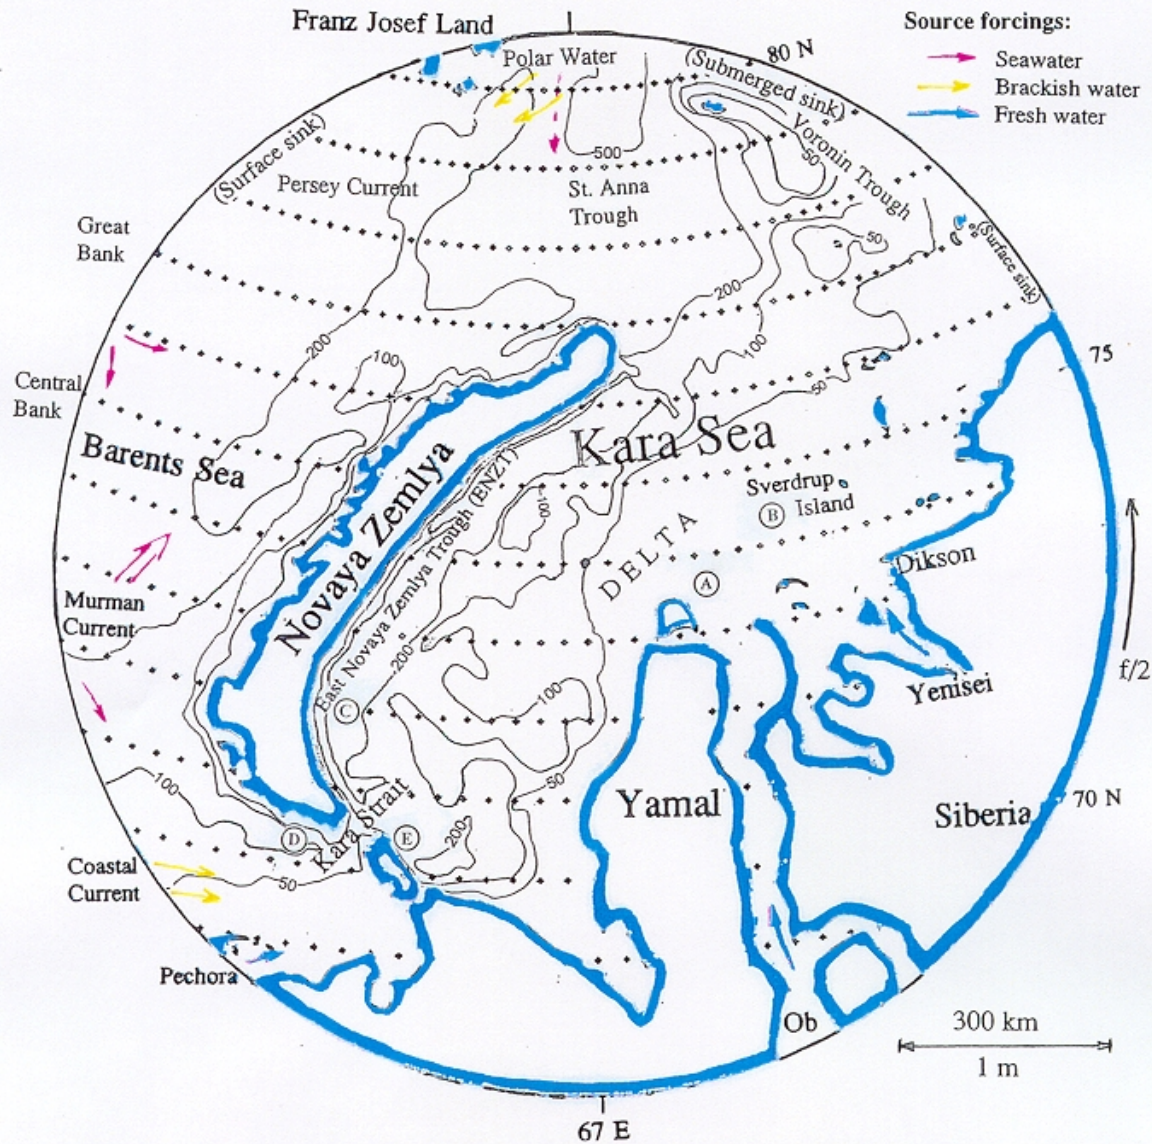 Franz Josef Land
Source forcings:
Seawater
Brackish water
Fresh water
Polar Water
80 N
(Submerged sink)
Voronin Trough
50
500
(Surface sink)
Persey Current
St. Anna
Trough
Great
Bank
50
(Surface sink)
200
200
100
100
50
75
Central
Bank
Barents Sea
Kara Sea
Novaya Zemlya
East Novaya Zemlya Trough (ENZT)
100
Sverdrup
Island
B
DELTA
A
Dikson
Murman
Current
200
Yenisei
f/2
C
100
100
50
Kara Strait
Yamal
Siberia
70 N
D
E
200
Coastal
Current
50
Pechora
Ob
300 km
1 m
67 E